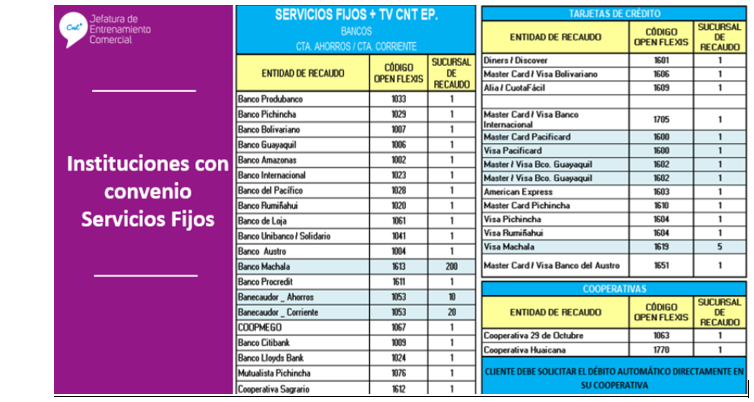 Cnt
Jefatura de
Entrenamiento
Comercial
Instituciones con
convenio
Servicios Fijos
SERVICIOS FIJOS + TV CNT EP.
BANCOS
CTA. AHORROS / CTA. CORRIENTE
ENTIDAD DE RECAUDO CÓDIGO OPEN FLEXIS SUCURSAL DE RECAUDO
Banco Produbanco 1033 1
Banco Pichincha 1029 1
Banco Bolivariano 1007 1
Banco Guayaquil 1006 1
Banco Amazonas 1002 1
Banco Internacional 1023 1
Banco del Pacífico 1028 1
Banco Rumiñahui 1020 1
Banco de Loja 1061 1
Banco Unibanco / Solidario 1041 1
Banco Austro 1004 1
Banco Machala 1613 200
Banco Procredit 1611 1
Banecaudor _ Ahorros 1053 10
Banecaudor _ Corriente 1053 20
COOPMEGO 1067 1
Banco Citibank 1009 1
Banco Lloyds Bank 1024 1
Mutualista Pichincha 1076 1
Cooperativa Sagrario 1612 1
TARJETAS DE CRÉDITO
ENTIDAD DE RECAUDO CÓDIGO OPEN FLEXIS SUCURSAL DE RECAUDO
Diners / Discover 1601 1
Master Card / Visa Bolivariano 1606 1
Alia / CuotaFácil 1609 1
Master Card / Visa Banco
Internacional 1705 1
Master Card Pacificard 1600 1
Visa Pacificard 1600 1
Master / Visa Bco. Guayaquil 1602 1
Master / Visa Bco. Guayaquil 1602 1
American Express 1603 1
Master Card Pichincha 1610 1
Visa Pichincha 1604 1
Visa Rumiñahui 1604 1
Visa Machala 1619 5
Master Card / Visa Banco del Austro 1651 1
COOPERATIVAS
ENTIDAD DE RECAUDO CÓDIGO OPEN FLEXIS SUCURSAL DE RECAUDO
Cooperativa 29 de Octubre 1063 1
Cooperativa Huaicana 1770 1
CLIENTE DEBE SOLICITAR EL DÉBITO AUTOMÁTICO DIRECTAMENTE EN
SU COOPERATIVA